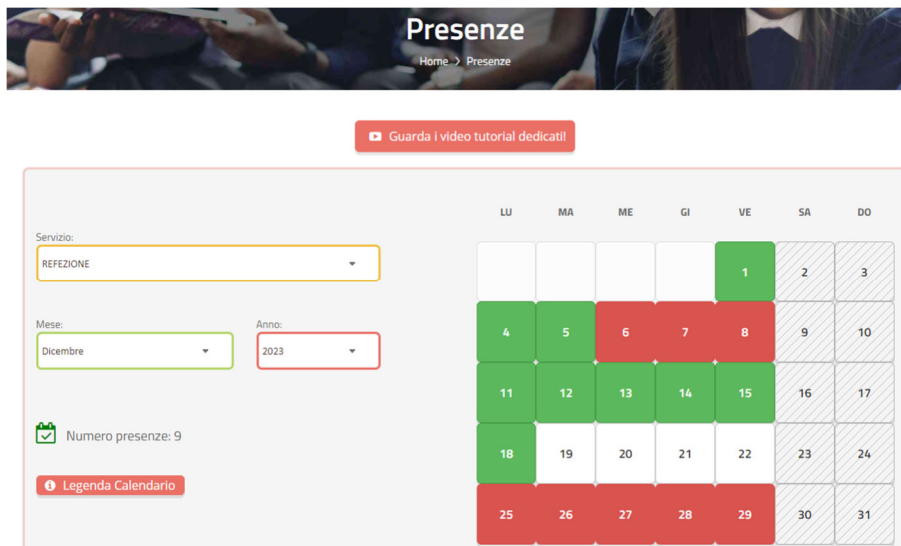 Presenze
Home > Presenze
Guarda i video tutorial dedicati!
Servizio:
REFEZIONE
Mese:
Anno:
Dicembre
2023
Numero presenze: 9
Legenda Calendario
LU MA ME GI VE SA DO
1 2 3
4 5 6 7 8 9 10
11 12 13 14 15 16 17
18 19 20 21 22 23 24
25 26 27 28 29 30 31